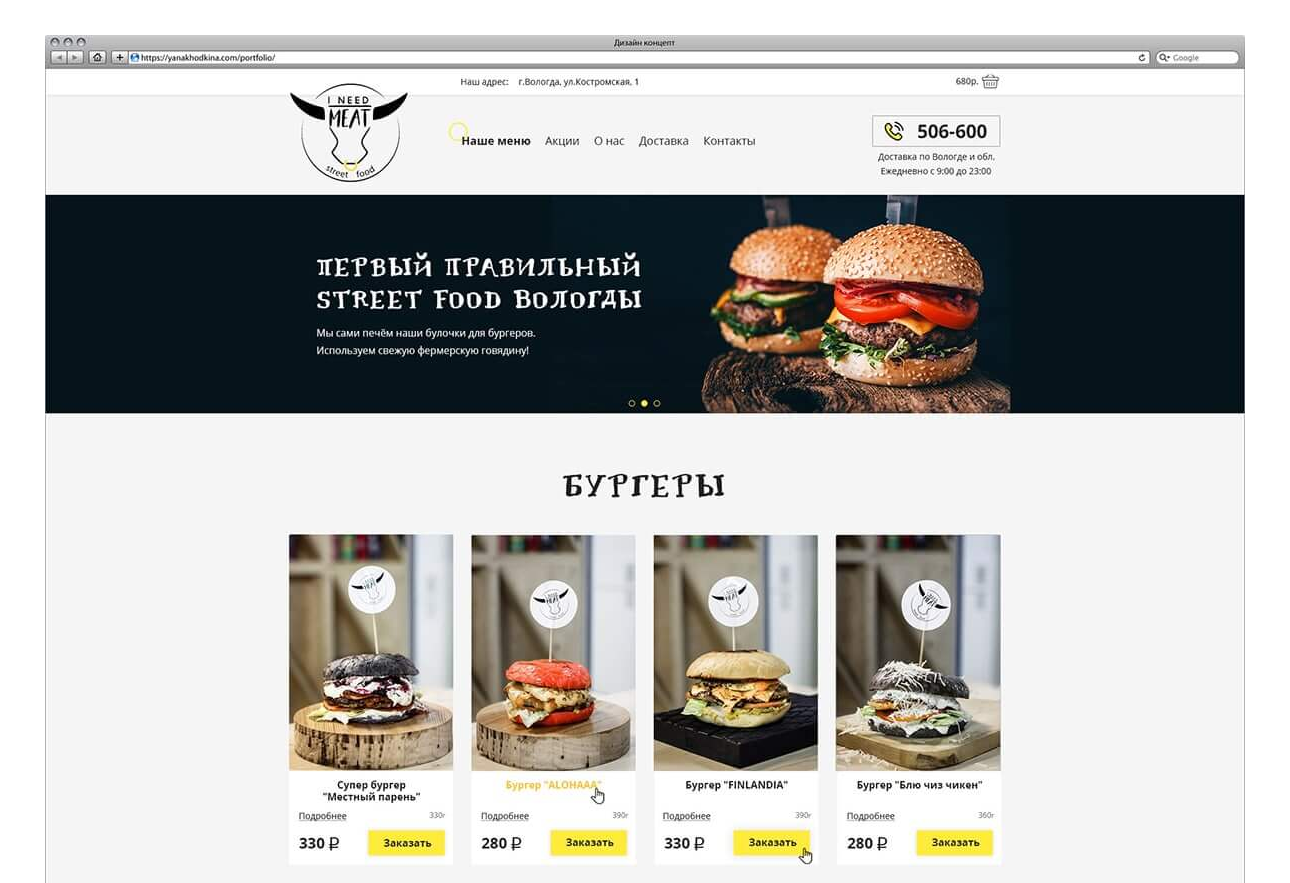 Дизайн концепт
https://yanakhodkina.com/portfolio/
Google
Наш адрес: г.Вологда, ул.Костромская, 1
680р.
I NEED
MEAT
street food
Наше меню Акции О нас Доставка Контакты
506-600
Доставка по Вологде и обл.
Ежедневно с 9:00 до 23:00
ПЕРВЫЙ ПРАВИЛЬНЫЙ
STREET FOOD ВОЛОГДЫ
Мы сами печём наши булочки для бургеров.
Используем свежую фермерскую говядину!
БУРГЕРЫ
MEAT
MEAT
MEAT
MEAT
Супер бургер
"Местный парень"
Подробнее 330г
330 ₽ Заказать
Бургер "ALOHAAA"
Подробнее 390г
280 ₽ Заказать
Бургер "FINLANDIA"
Подробнее 390г
330 ₽ Заказать
Бургер "Блю чиз чикен"
Подробнее 360г
280 ₽ Заказать